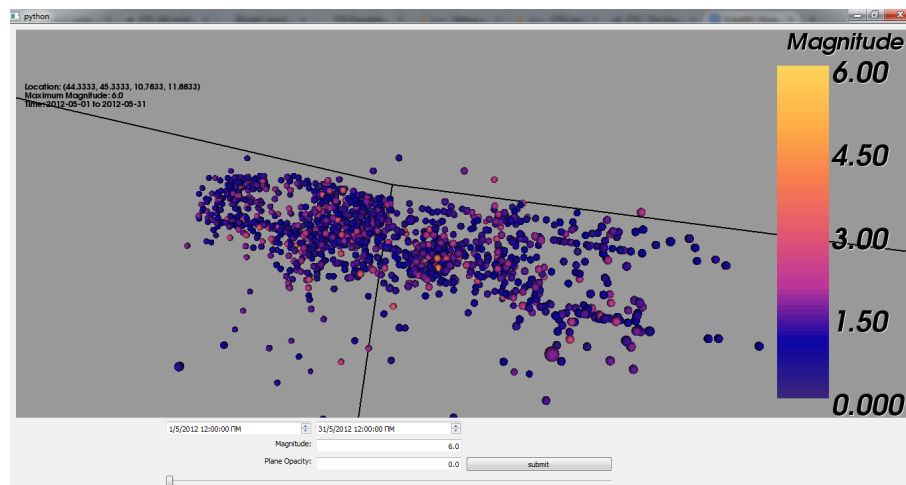 python
Magnitude
6.00
Location: (44.3333, 45.3333, 10.7833, 11.8833)
Maximum Magnitude: 6.0
Time: 2012-05-01 to 2012-05-31
4.50
3.00
1.50
0.000
1/5/2012 12:00:00 ΠΜ 31/5/2012 12:00:00 ΠΜ
Magnitude: 6.0
Plane Opacity: 0.0 submit